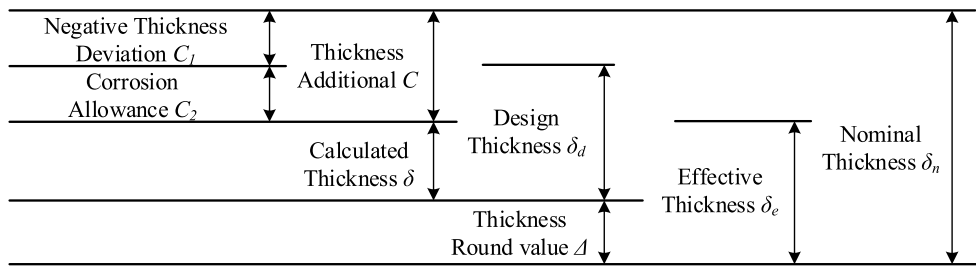 Negative Thickness
Deviation C1
Corrosion
Allowance C2
Thickness
Additional C
Calculated
Thickness δ
Design
Thickness δd
Thickness
Round value Δ
Effective
Thickness δe
Nominal
Thickness δn